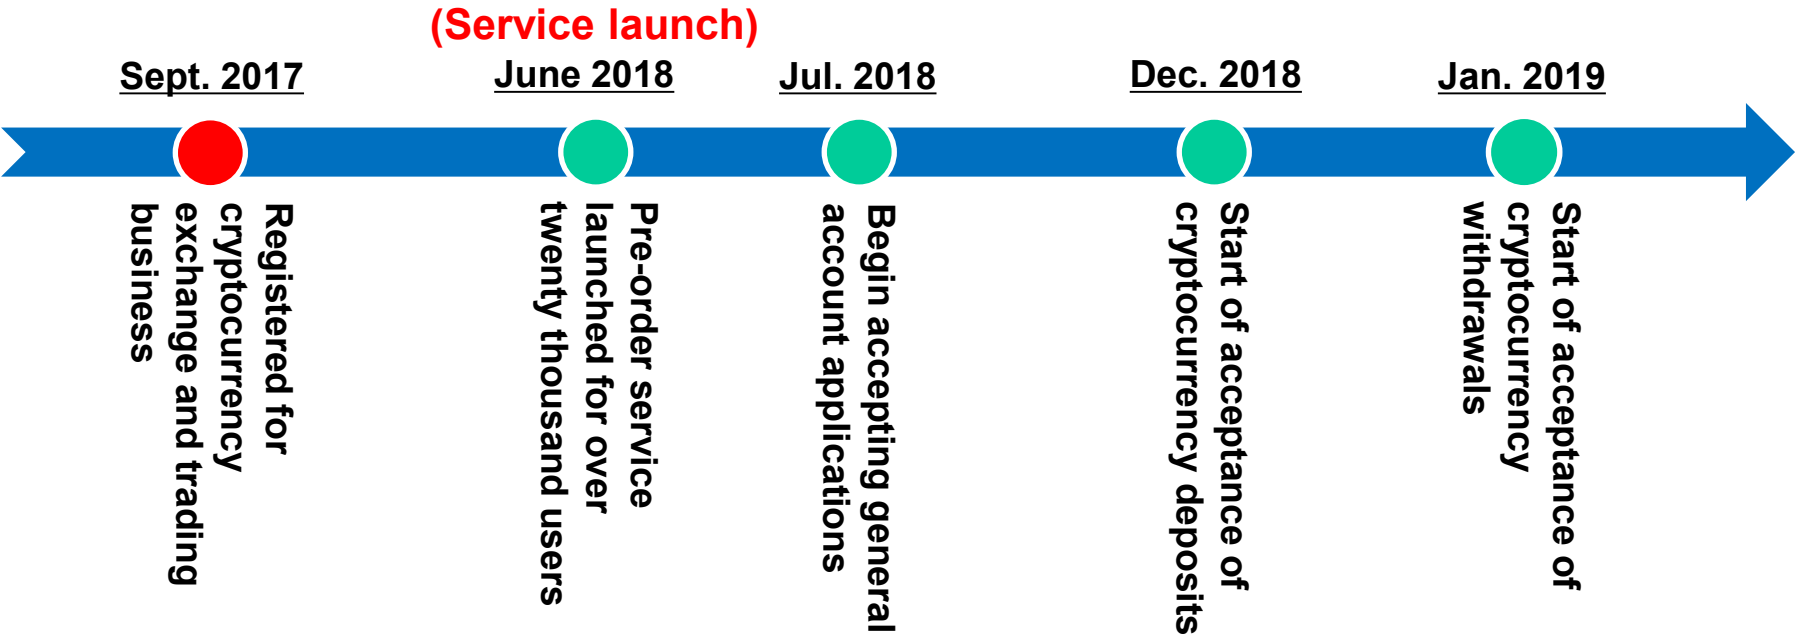 (Service launch)
Sept. 2017
June 2018
Jul. 2018
Dec. 2018
Jan. 2019
Registered for
cryptocurrency
exchange and trading
business
Pre-order service
launched for over
twenty thousand users
Begin accepting general
account applications
Start of acceptance of
cryptocurrency deposits
Start of acceptance of
cryptocurrency
withdrawals